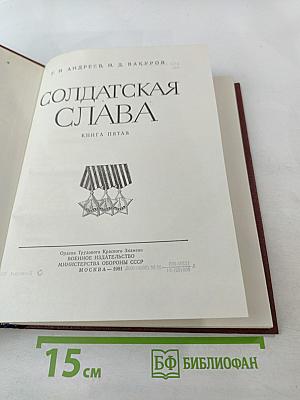 Г. И. АНДРЕЕВ, И. Д. ВАКУРОВ
СОЛДАТСКАЯ
СЛАВА
КНИГА ПЯТАЯ
Ордена Трудового Красного Знамени
ВОЕННОЕ ИЗДАТЕЛЬСТВО
МИНИСТЕРСТВА ОБОРОНЫ СССР
МОСКВА—1981
15 см
БФ БИБЛИОФАН